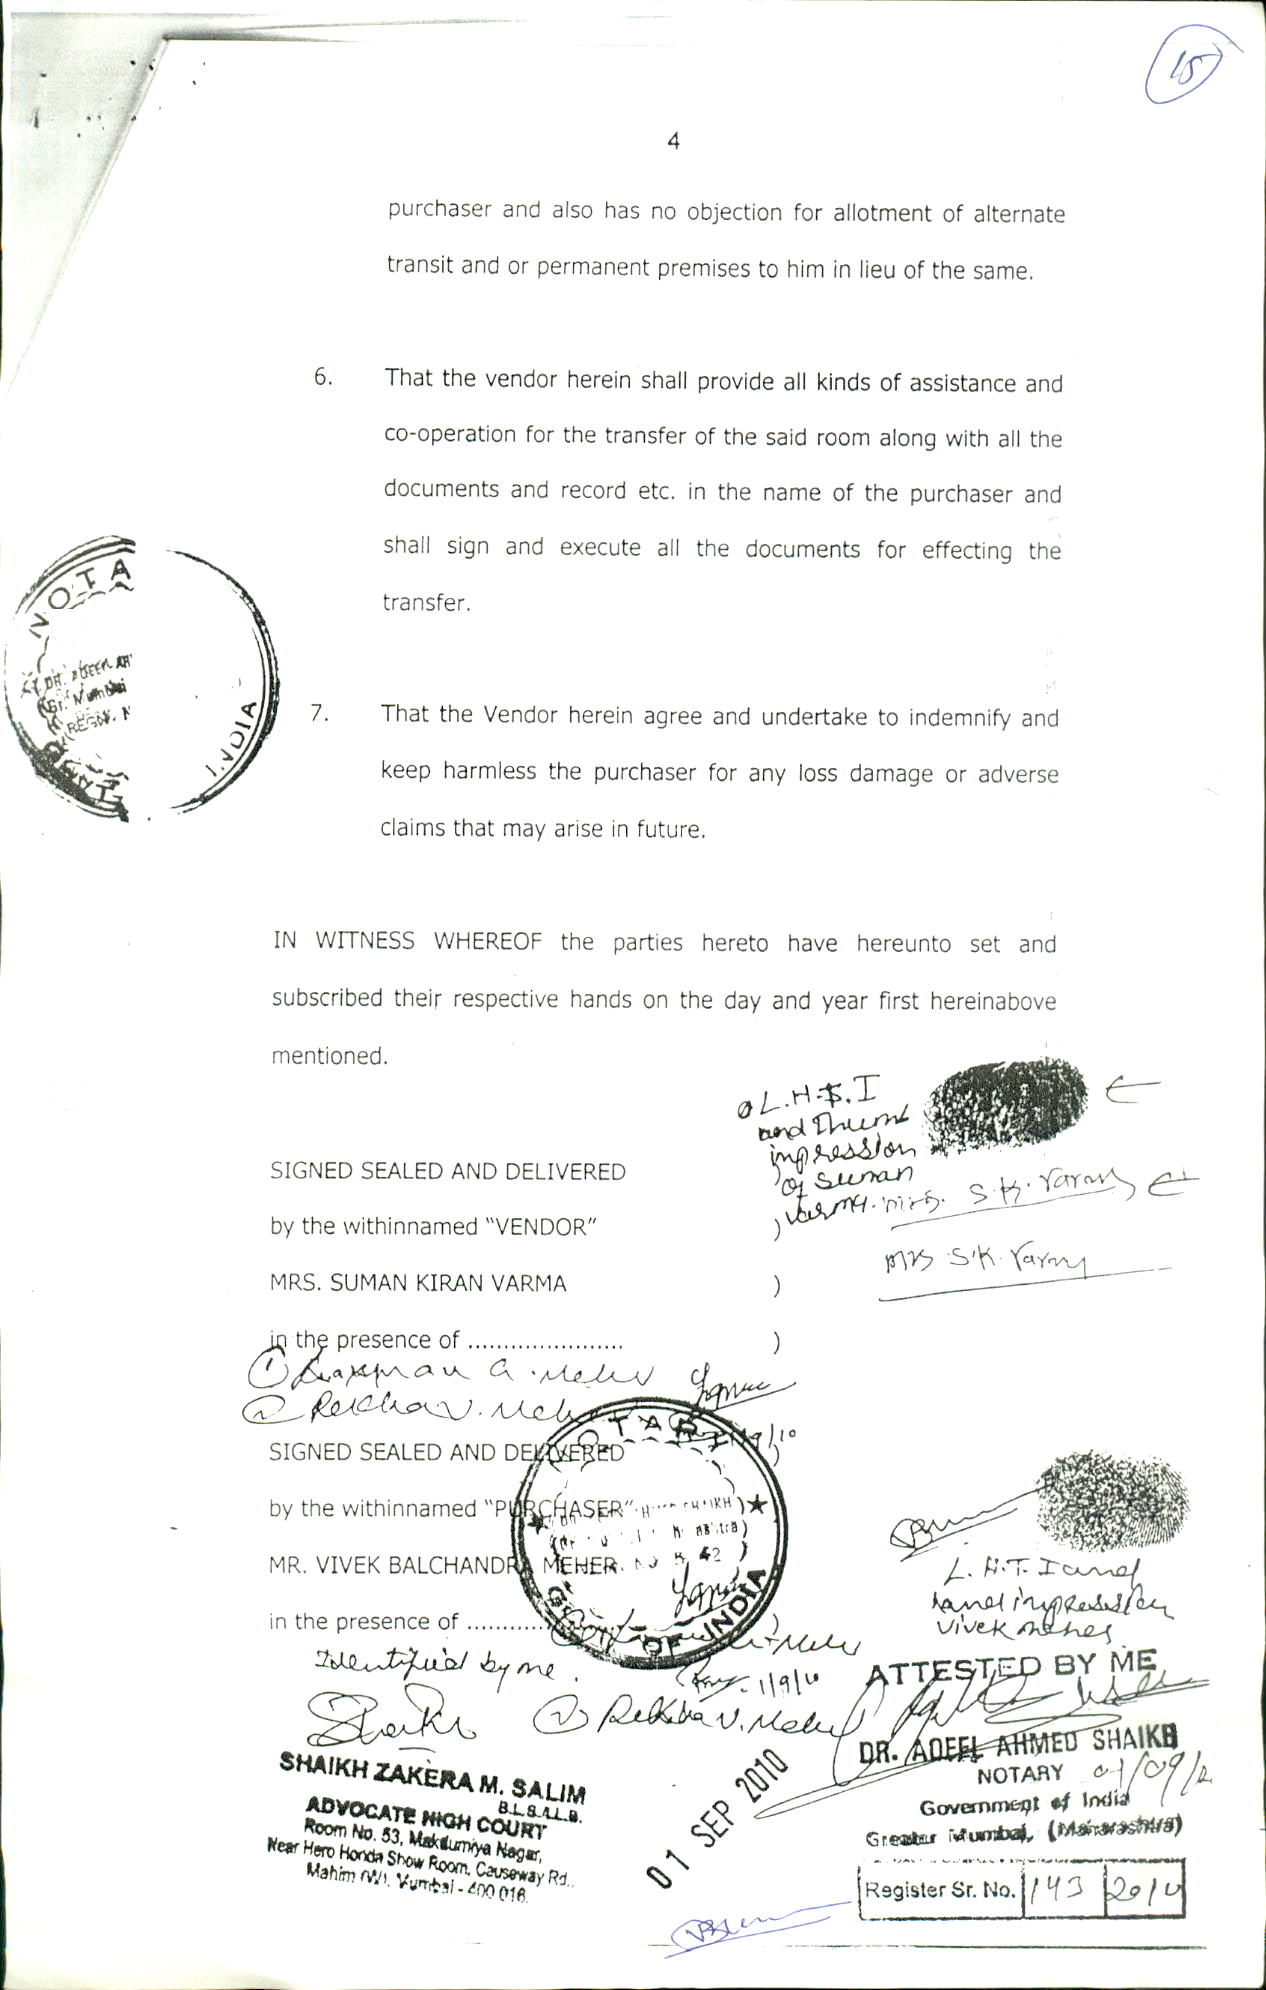 15
4
purchaser and also has no objection for allotment of alternate
transit and or permanent premises to him in lieu of the same.
6. That the vendor herein shall provide all kinds of assistance and
co-operation for the transfer of the said room along with all the
documents and record etc. in the name of the purchaser and
shall sign and execute all the documents for effecting the
transfer.
NOTA
INDIA
7. That the Vendor herein agree and undertake to indemnify and
keep harmless the purchaser for any loss damage or adverse
claims that may arise in future.
IN WITNESS WHEREOF the parties hereto have hereunto set and
subscribed their respective hands on the day and year first hereinabove
mentioned.
and Thumb
impression
of Suman
Varma. Mrs. S.K. Varma
SIGNED SEALED AND DELIVERED
by the withinnamed "VENDOR" )
Mrs S.K. Varma
MRS. SUMAN KIRAN VARMA )
in the presence of ...................... )
① Laxman G. Meher
② Rekha V. Meher
SIGNED SEALED AND DELIVERED )
by the withinnamed "PURCHASER"
MR. VIVEK BALCHANDRA MEHER
in the presence of ............ )
NOTARY
GOVT. OF INDIA
L.H.T. I and
hand impression
Vivek Meher
Identified by me.
1/9/10
② Rekha V. Meher
ATTESTED BY ME
DR. ADEEL AHMED SHAIKH
NOTARY 01/09/
Government of India
Greater Mumbai, (Maharashtra)
Register Sr. No. 143 2010
SHAIKH ZAKERA M. SALIM
B.L.S.LL.B.
ADVOCATE HIGH COURT
Room No. 53, Makdumiya Nagar,
Near Hero Honda Show Room, Causeway Rd.,
Mahim (W), Mumbai - 400 016.
01 SEP 2010